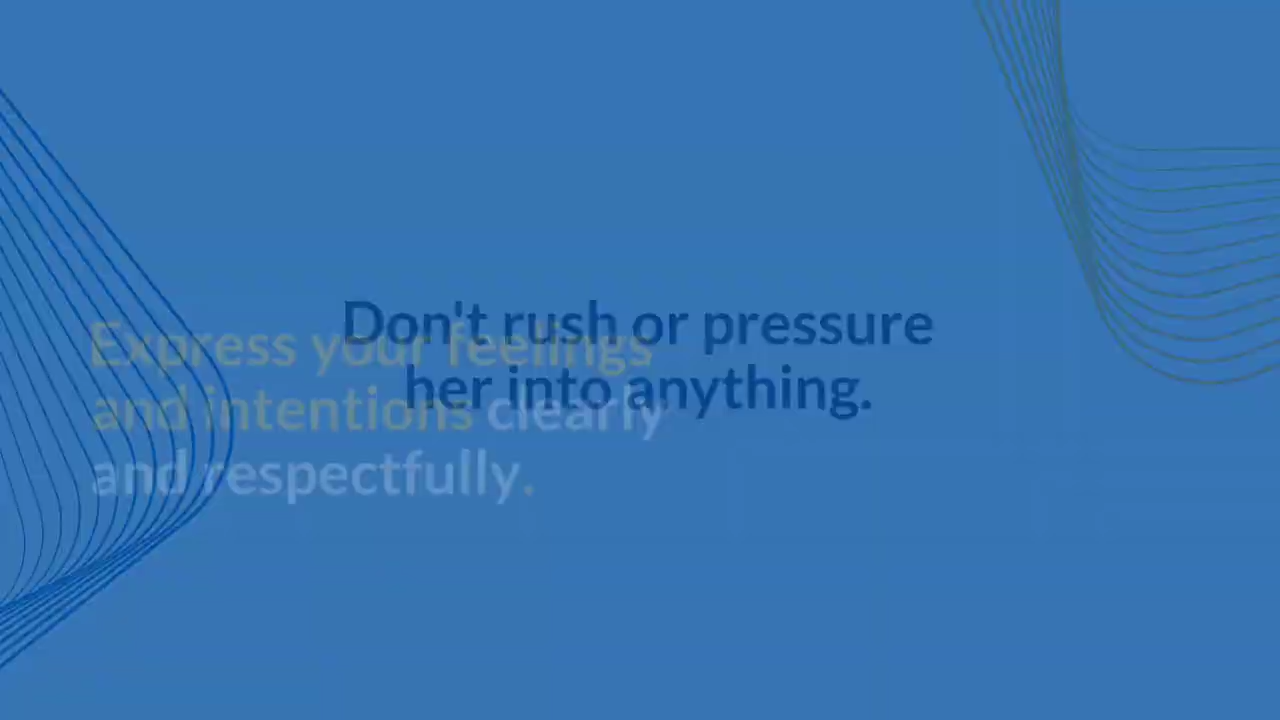 Don't rush or pressure
her into anything.
Express your feelings
and intentions clearly
and respectfully.